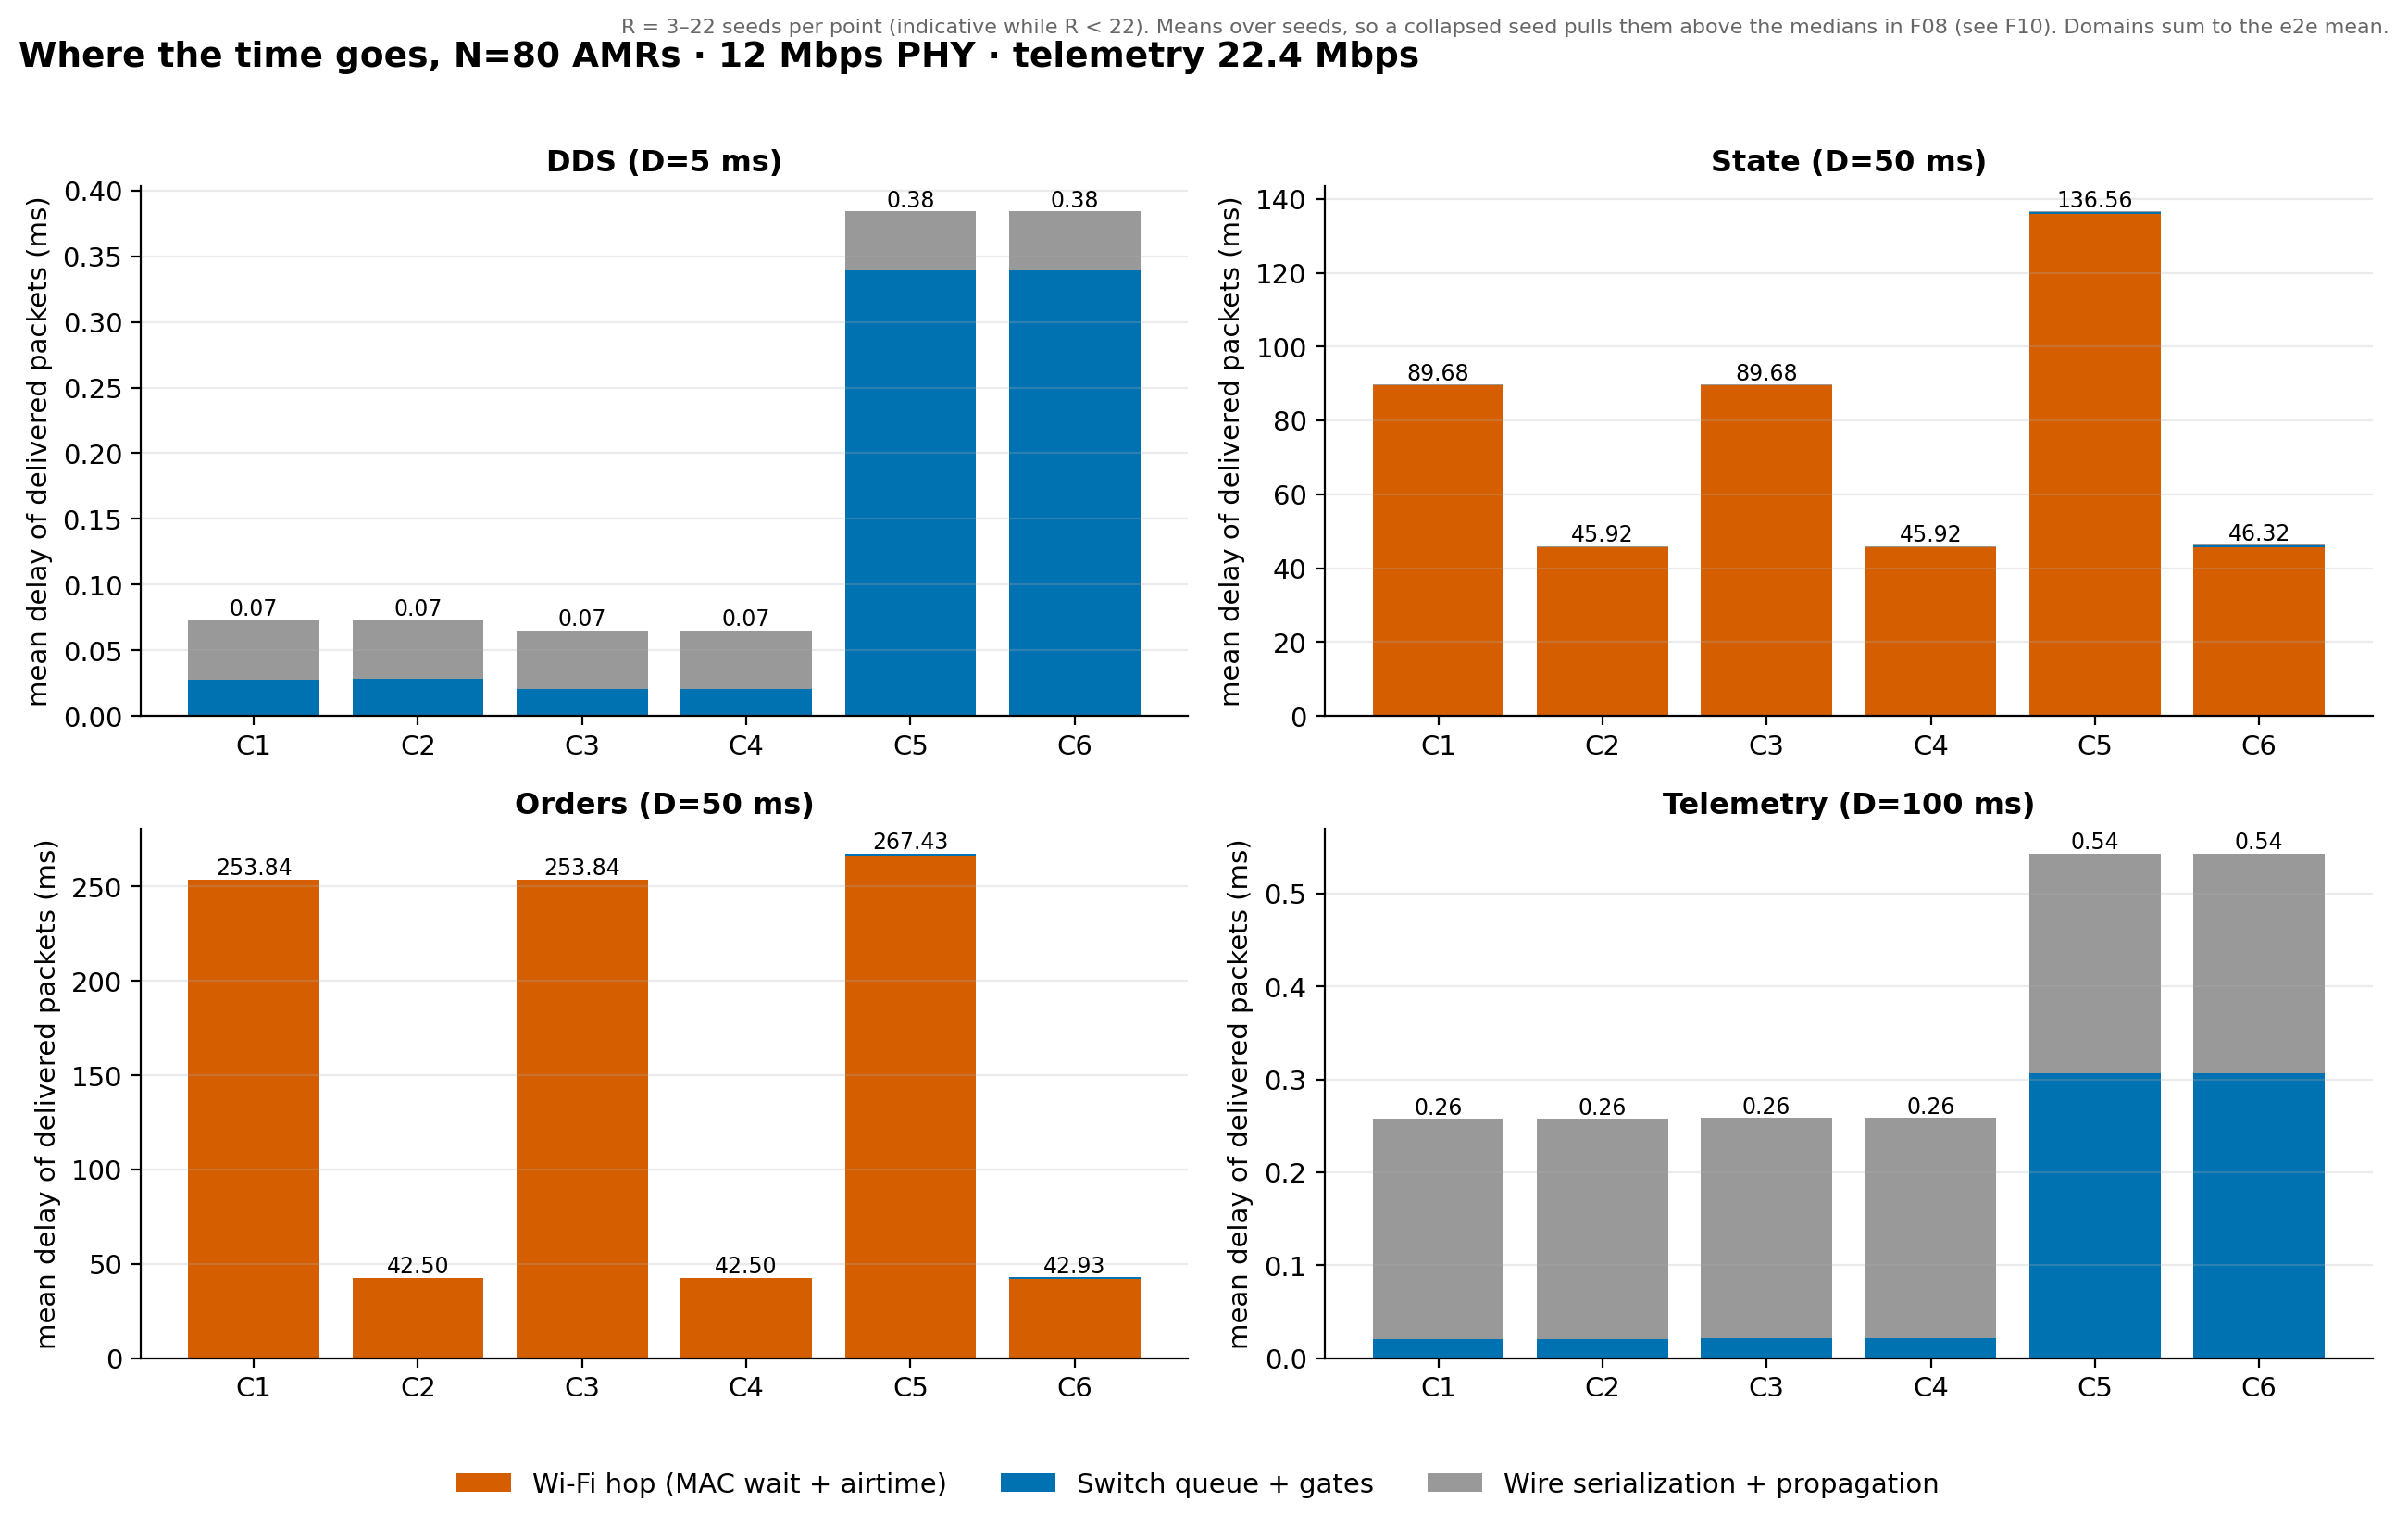 R = 3–22 seeds per point (indicative while R < 22). Means over seeds, so a collapsed seed pulls them above the medians in F08 (see F10). Domains sum to the e2e mean.
Where the time goes, N=80 AMRs · 12 Mbps PHY · telemetry 22.4 Mbps
DDS (D=5 ms)
mean delay of delivered packets (ms)
0.40
0.35
0.30
0.25
0.20
0.15
0.10
0.05
0.00
0.07
0.07
0.07
0.07
0.38
0.38
C1
C2
C3
C4
C5
C6
State (D=50 ms)
mean delay of delivered packets (ms)
140
120
100
80
60
40
20
0
89.68
45.92
89.68
45.92
136.56
46.32
C1
C2
C3
C4
C5
C6
Orders (D=50 ms)
mean delay of delivered packets (ms)
250
200
150
100
50
0
253.84
42.50
253.84
42.50
267.43
42.93
C1
C2
C3
C4
C5
C6
Telemetry (D=100 ms)
mean delay of delivered packets (ms)
0.5
0.4
0.3
0.2
0.1
0.0
0.26
0.26
0.26
0.26
0.54
0.54
C1
C2
C3
C4
C5
C6
Wi-Fi hop (MAC wait + airtime)
Switch queue + gates
Wire serialization + propagation